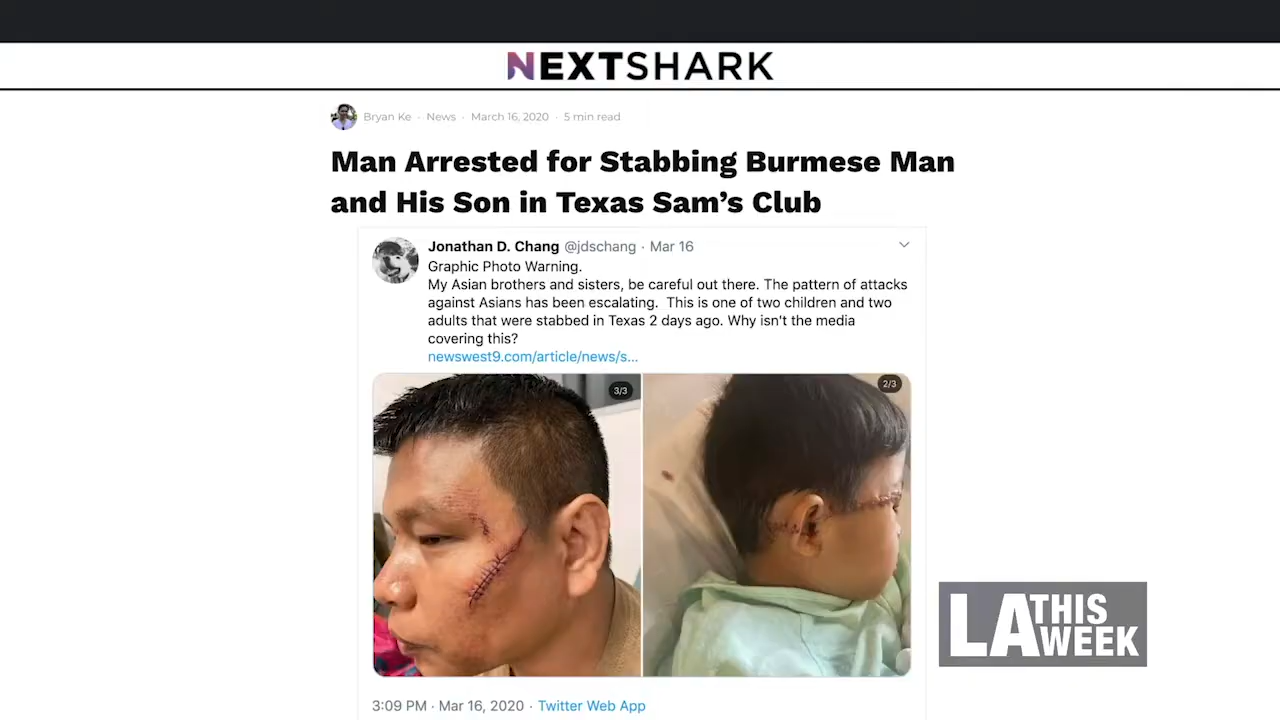 NEXTSHARK
Bryan Ke · News · March 16, 2020 · 5 min read
Man Arrested for Stabbing Burmese Man
and His Son in Texas Sam’s Club
Jonathan D. Chang @jdschang · Mar 16
Graphic Photo Warning.
My Asian brothers and sisters, be careful out there. The pattern of attacks
against Asians has been escalating. This is one of two children and two
adults that were stabbed in Texas 2 days ago. Why isn't the media
covering this?
newswest9.com/article/news/s...
3/3
2/3
LA THIS
WEEK
3:09 PM · Mar 16, 2020 · Twitter Web App